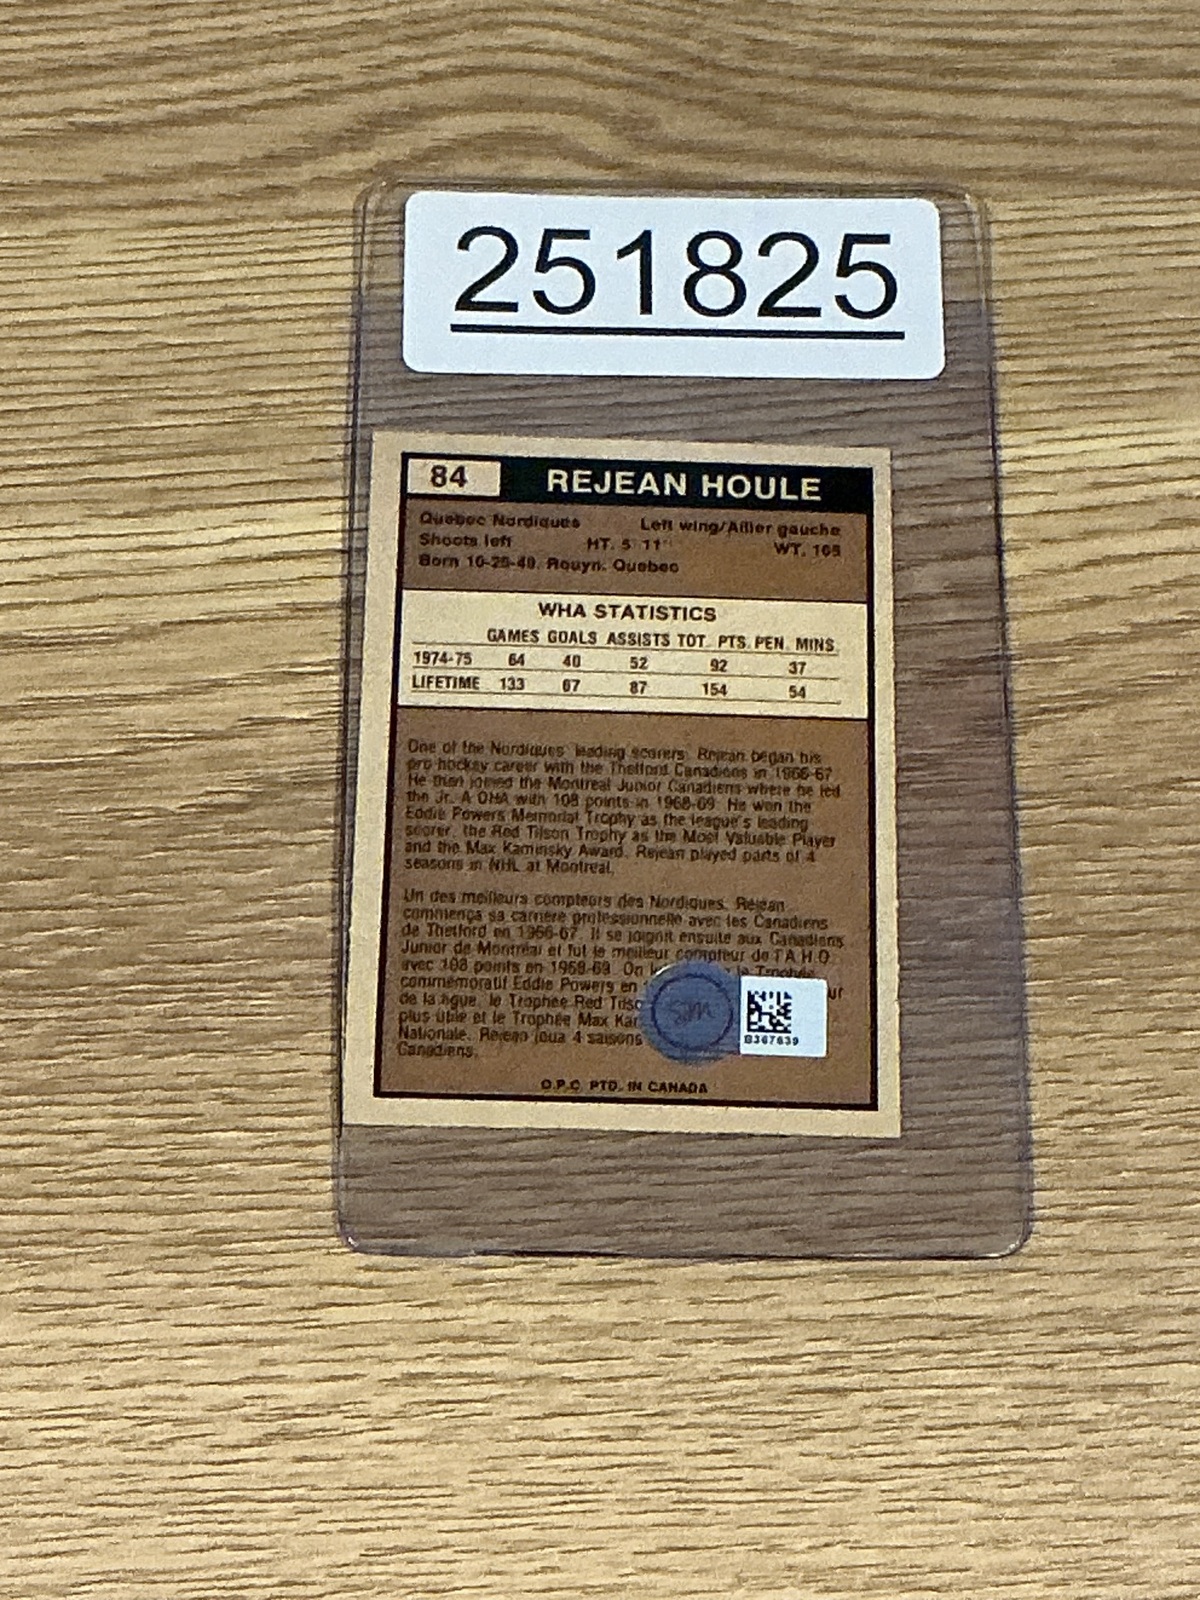 251825
84 REJEAN HOULE
Quebec Nordiques Left wing/Ailier gauche
Shoots left HT. 5' 11" WT. 165
Born 10-25-49, Rouyn, Quebec
WHA STATISTICS
GAMES GOALS ASSISTS TOT. PTS. PEN. MINS.
1974-75 64 40 52 92 37
LIFETIME 133 67 87 154 54
One of the Nordiques' leading scorers, Rejean began his
pro hockey career with the Thetford Canadiens in 1966-67.
He then joined the Montreal Junior Canadiens where he led
the Jr. A OHA with 108 points in 1968-69. He won the
Eddie Powers Memorial Trophy as the league's leading
scorer, the Red Tilson Trophy as the Most Valuable Player
and the Max Kaminsky Award. Rejean played parts of 4
seasons in NHL at Montreal.
Un des meilleurs compteurs des Nordiques, Rejean
commença sa carrière professionnelle avec les Canadiens
de Thetford en 1966-67. Il se joignit ensuite aux Canadiens
Junior de Montréal et fut le meilleur compteur de l'A.H.O.
avec 108 points en 1968-69. On le Trophée
commémoratif Eddie Powers en ur
de la ligue, le Trophée Red Tilso
plus utile et le Trophée Max Kar
Nationale. Rejean joua 4 saisons
Canadiens.
B367639
O.P.C. PTD. IN CANADA